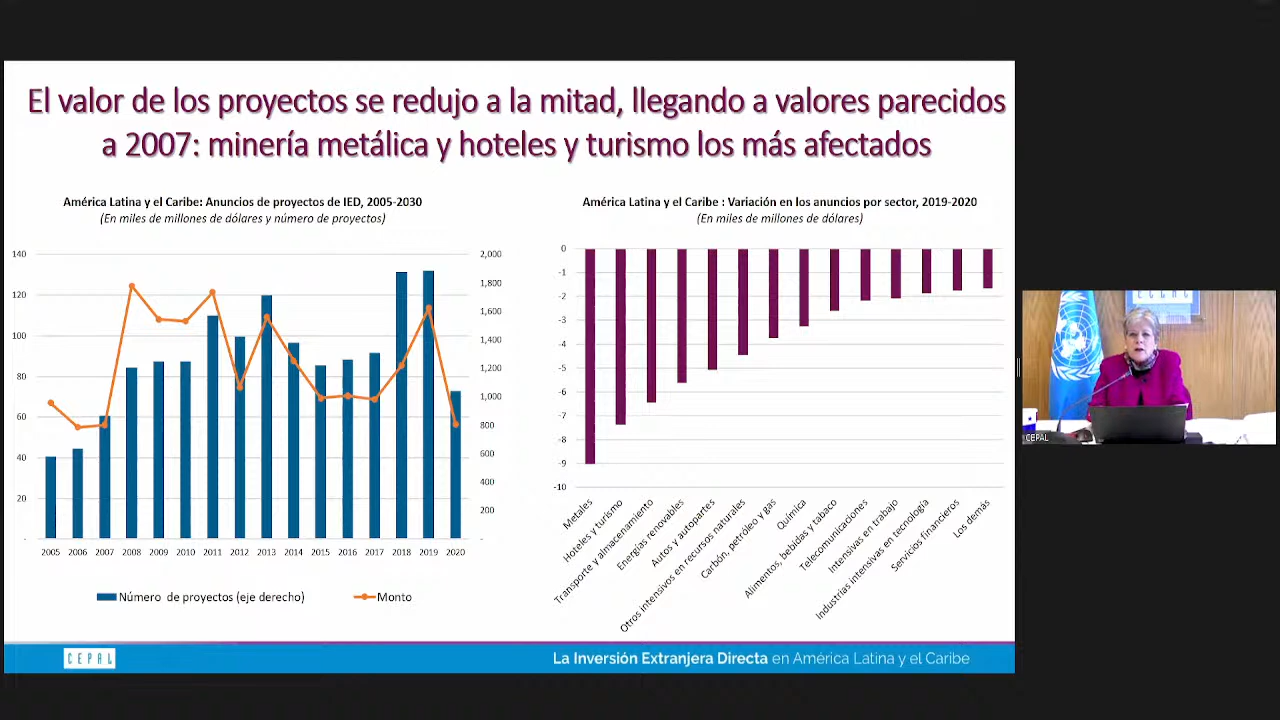 El valor de los proyectos se redujo a la mitad, llegando a valores parecidos
a 2007: minería metálica y hoteles y turismo los más afectados
América Latina y el Caribe: Anuncios de proyectos de IED, 2005-2030
(En miles de millones de dólares y número de proyectos)
140
120
100
80
60
40
20
-
2,000
1,800
1,600
1,400
1,200
1,000
800
600
400
200
-
2005 2006 2007 2008 2009 2010 2011 2012 2013 2014 2015 2016 2017 2018 2019 2020
Número de proyectos (eje derecho)
Monto
América Latina y el Caribe : Variación en los anuncios por sector, 2019-2020
(En miles de millones de dólares)
0
-1
-2
-3
-4
-5
-6
-7
-8
-9
-10
Metales
Hoteles y turismo
Transporte y almacenamiento
Energías renovables
Autos y autopartes
Otros intensivos en recursos naturales
Carbón, petróleo y gas
Química
Alimentos, bebidas y tabaco
Telecomunicaciones
Intensivas en trabajo
Industrias intensivas en tecnología
Servicios financieros
Los demás
CEPAL
La Inversión Extranjera Directa en América Latina y el Caribe
CEPAL
CEPAL